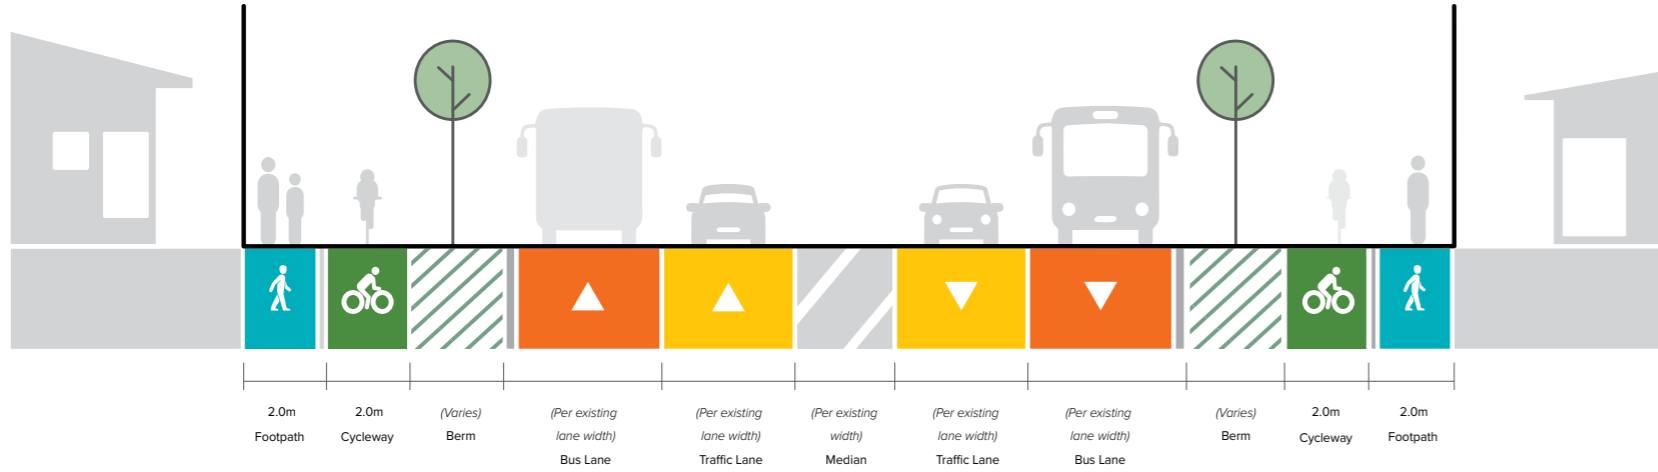 2.0m
Footpath
2.0m
Cycleway
(Varies)
Berm
(Per existing
lane width)
Bus Lane
(Per existing
lane width)
Traffic Lane
(Per existing
width)
Median
(Per existing
lane width)
Traffic Lane
(Per existing
lane width)
Bus Lane
(Varies)
Berm
2.0m
Cycleway
2.0m
Footpath